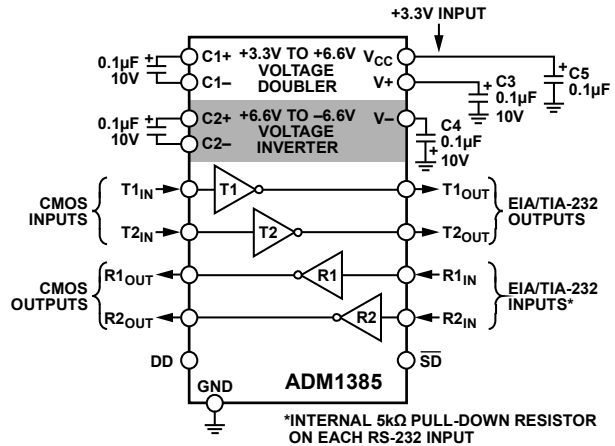 +3.3V INPUT
0.1µF
10V
+
C1+
C1–
+3.3V TO +6.6V
VOLTAGE
DOUBLER
VCC
V+
+
C3
0.1µF
10V
+
C5
0.1µF
0.1µF
10V
+
C2+
C2–
+6.6V TO –6.6V
VOLTAGE
INVERTER
V–
C4
0.1µF
10V
+
CMOS
INPUTS
T1IN
T1
T1OUT
T2IN
T2
T2OUT
EIA/TIA-232
OUTPUTS
CMOS
OUTPUTS
R1OUT
R1
R1IN
R2OUT
R2
R2IN
EIA/TIA-232
INPUTS*
DD
SD
GND
ADM1385
*INTERNAL 5kΩ PULL-DOWN RESISTOR
ON EACH RS-232 INPUT